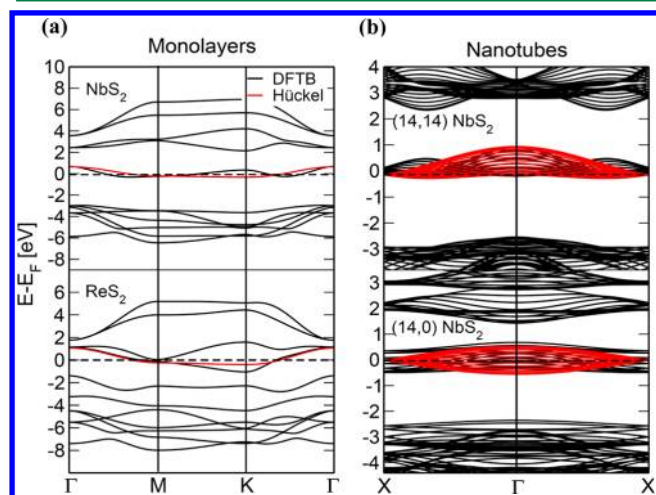 (a)
Monolayers
E-E_F [eV]
10
8
6
4
2
0
-2
-4
-6
-8
6
4
2
0
-2
-4
-6
-8
NbS₂
DFTB
Hückel
ReS₂
Γ M K Γ
(b)
Nanotubes
4
3
2
1
0
-1
-3
3
2
1
0
-1
-2
-3
-4
(14,14) NbS₂
(14,0) NbS₂
X Γ X